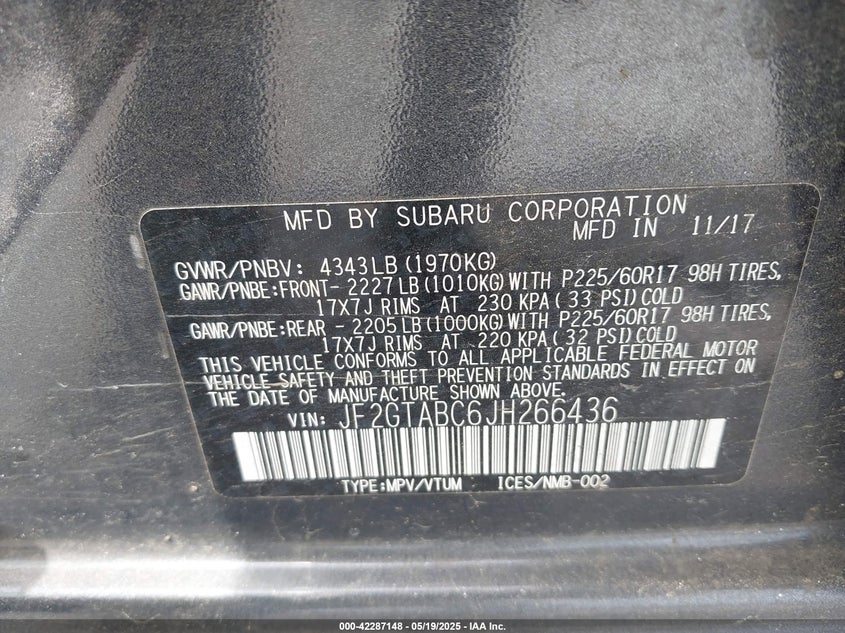 MFD BY SUBARU CORPORATION
MFD IN 11/17
GVWR/PNBV: 4343LB(1970KG)
GAWR/PNBE:FRONT- 2227LB(1010KG)WITH P225/60R17 98H TIRES,
17X7J RIMS AT 230 KPA(33 PSI)COLD
GAWR/PNBE:REAR - 2205LB(1000KG)WITH P225/60R17 98H TIRES,
17X7J RIMS AT 220 KPA(32 PSI)COLD
THIS VEHICLE CONFORMS TO ALL APPLICABLE FEDERAL MOTOR
VEHICLE SAFETY AND THEFT PREVENTION STANDARDS IN EFFECT ON
THE DATE OF MANUFACTURE SHOWN ABOVE.
VIN: JF2GTABC6JH266436
TYPE:MPV/VTUM ICES/NMB-002
000-42287148 - 05/19/2025 - IAA Inc.